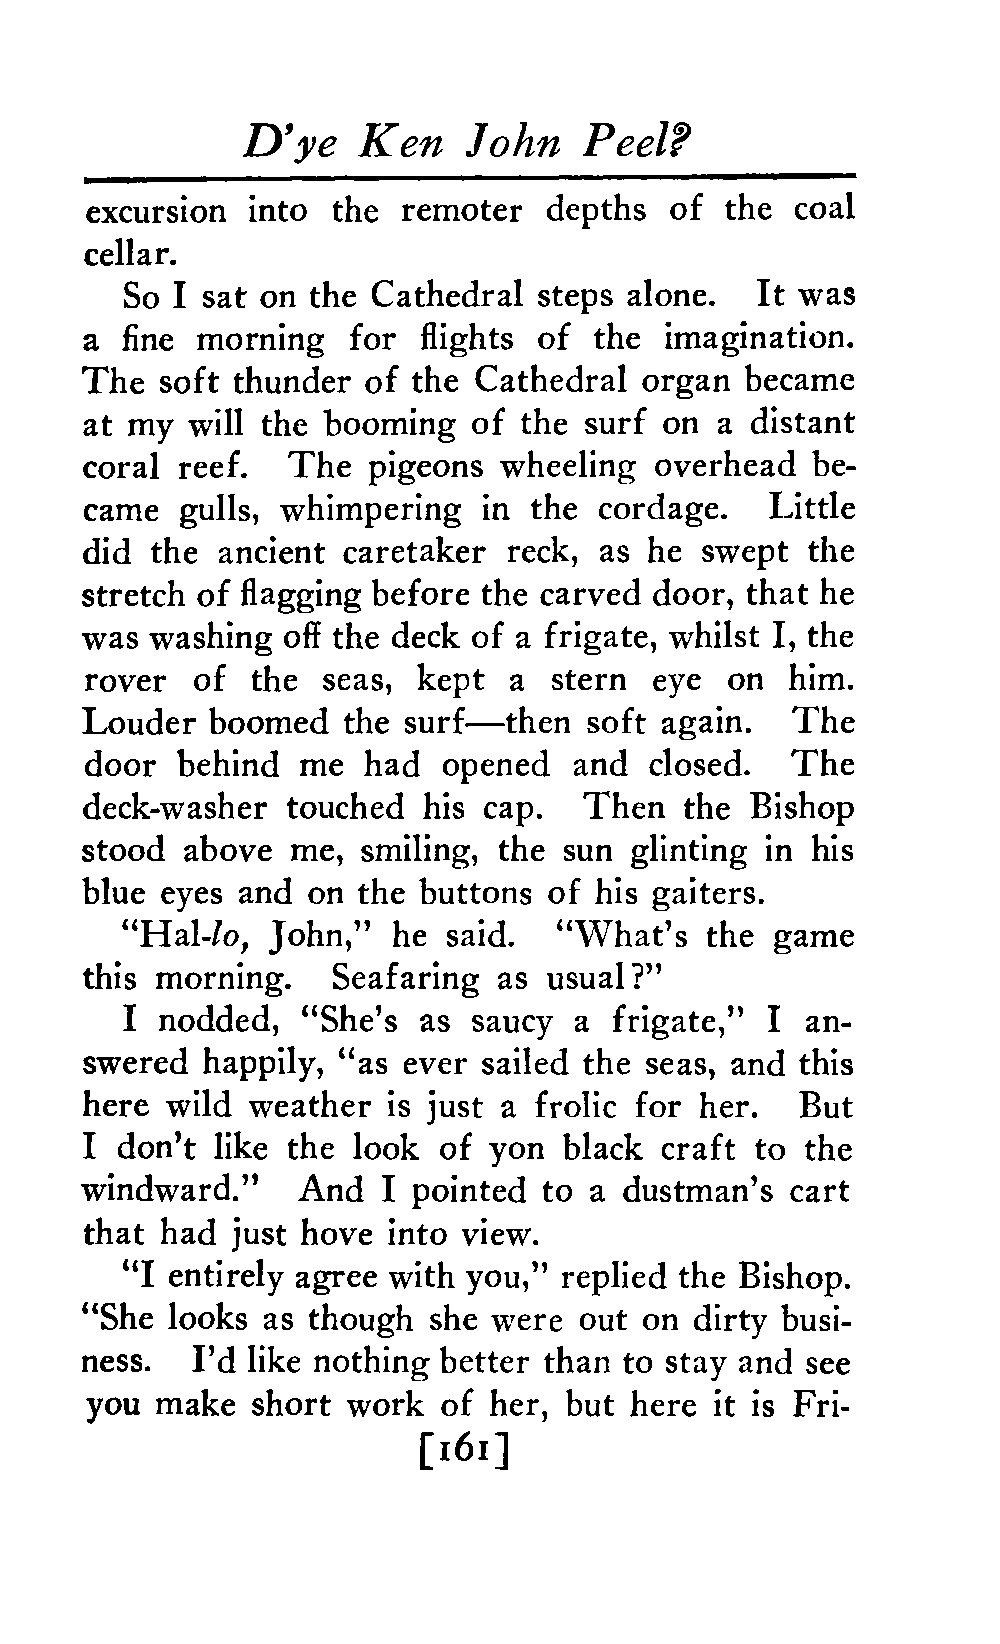 D'ye Ken John Peel?
excursion into the remoter depths of the coal
cellar.
So I sat on the Cathedral steps alone. It was
a fine morning for flights of the imagination.
The soft thunder of the Cathedral organ became
at my will the booming of the surf on a distant
coral reef. The pigeons wheeling overhead be-
came gulls, whimpering in the cordage. Little
did the ancient caretaker reck, as he swept the
stretch of flagging before the carved door, that he
was washing off the deck of a frigate, whilst I, the
rover of the seas, kept a stern eye on him.
Louder boomed the surf—then soft again. The
door behind me had opened and closed. The
deck-washer touched his cap. Then the Bishop
stood above me, smiling, the sun glinting in his
blue eyes and on the buttons of his gaiters.
"Hal-lo, John," he said. "What's the game
this morning. Seafaring as usual?"
I nodded, "She's as saucy a frigate," I an-
swered happily, "as ever sailed the seas, and this
here wild weather is just a frolic for her. But
I don't like the look of yon black craft to the
windward." And I pointed to a dustman's cart
that had just hove into view.
"I entirely agree with you," replied the Bishop.
"She looks as though she were out on dirty busi-
ness. I'd like nothing better than to stay and see
you make short work of her, but here it is Fri-
[161]